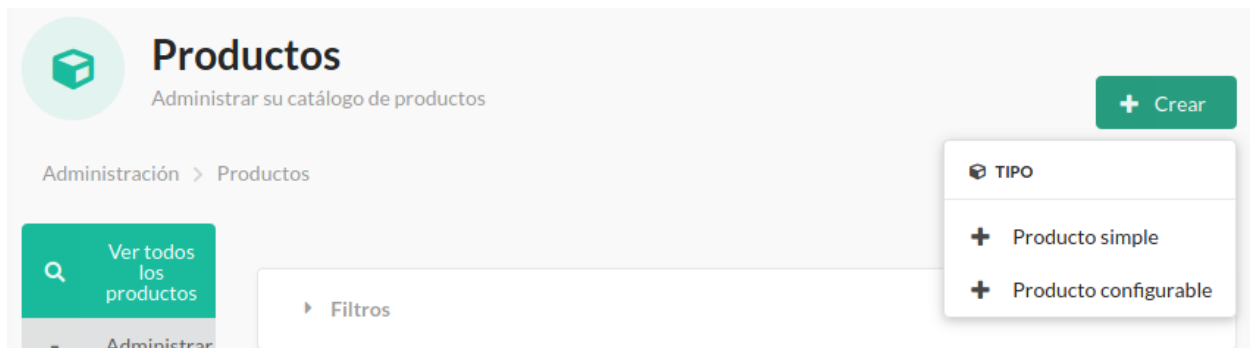 Productos
Administrar su catálogo de productos
Crear
Administración > Productos
TIPO
Producto simple
Producto configurable
Ver todos
los
productos
Filtros
Administrar